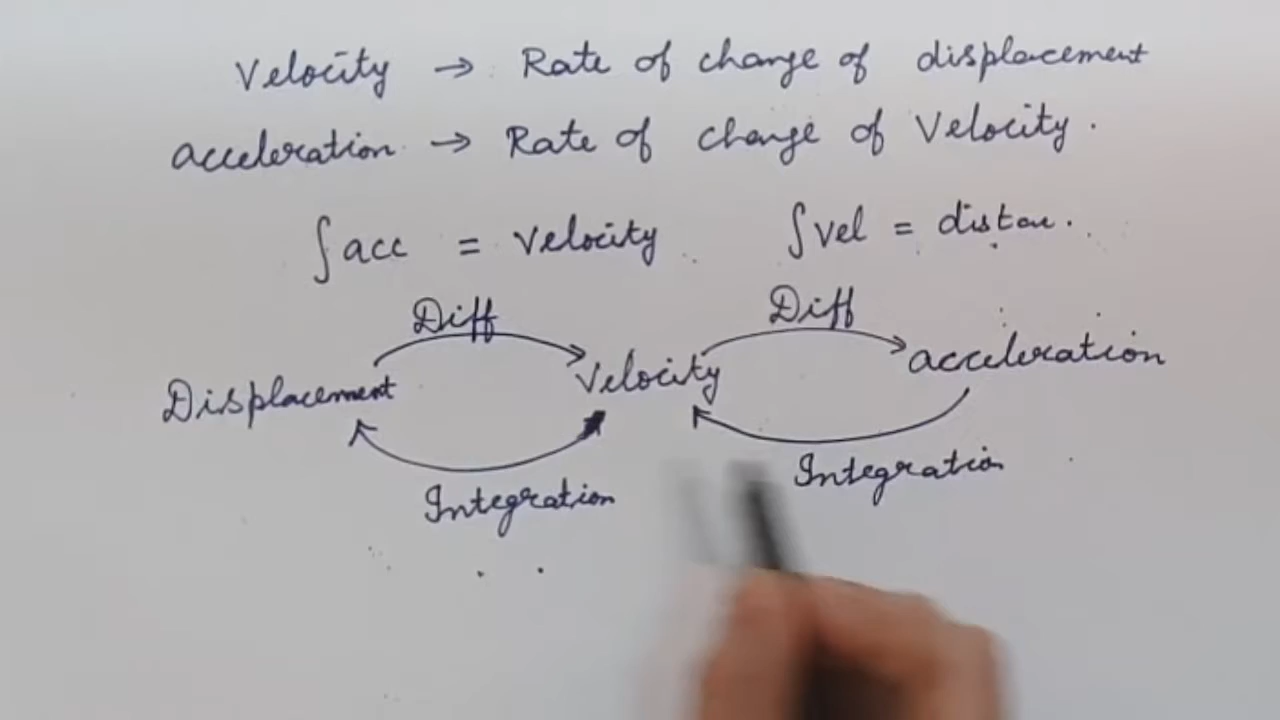 Velocity → Rate of change of displacement
acceleration → Rate of change of Velocity.
∫acc = Velocity ∫vel = distan.
Diff Diff
Displacement Velocity acceleration
Integration Integration